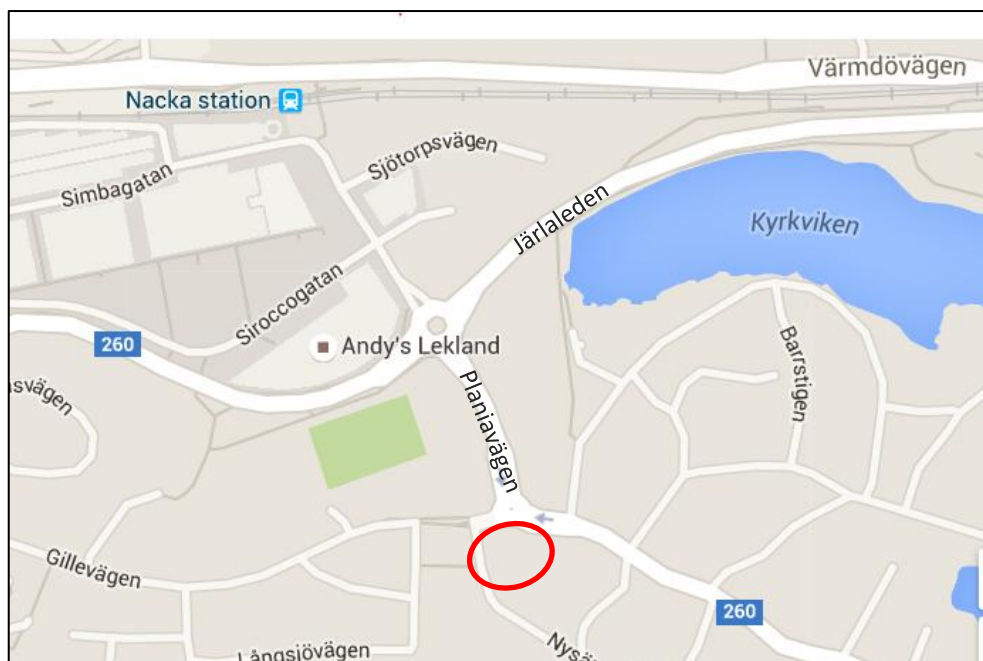 Värmdövägen
Nacka station
Sjötorpsvägen
Simbagatan
Järlaleden
Kyrkviken
Siroccogatan
260
Andy's Lekland
Barrstigen
Planiavägen
Gillevägen
260
Långsjövägen